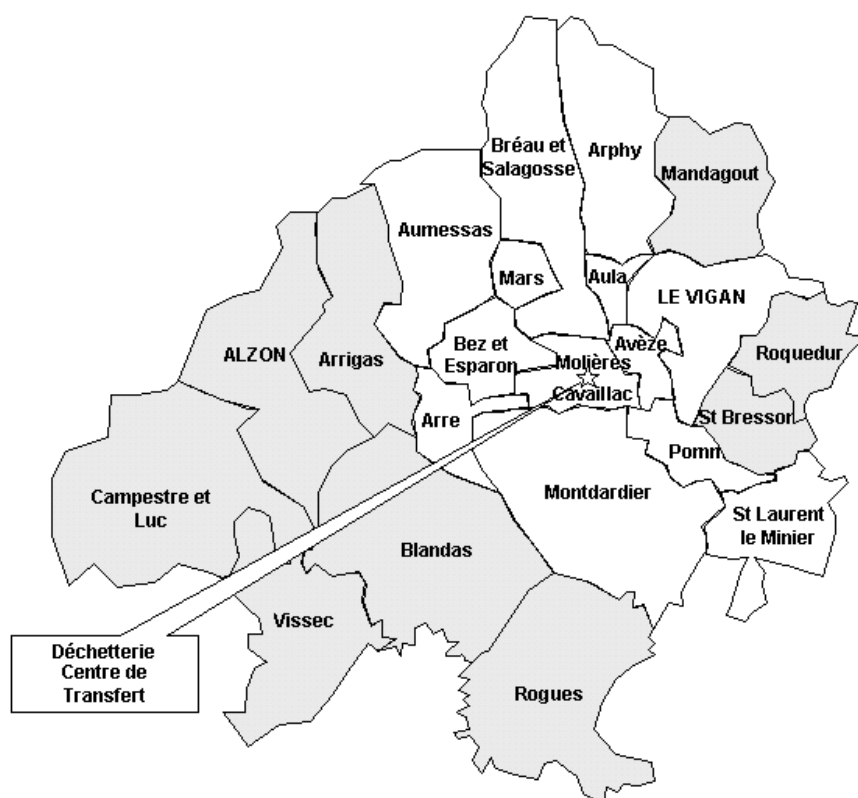 Bréau et
Salagosse
Arphy
Mandagout
Aumessas
Mars
Aula
LE VIGAN
ALZON
Arrigas
Bez et
Esparon
Molières
Avèze
Roquedur
Cavaillac
Arre
St Bresson
Pomm
Campestre et
Luc
Montdardier
St Laurent
le Minier
Blandas
Vissec
Rogues
Déchetterie
Centre de
Transfert